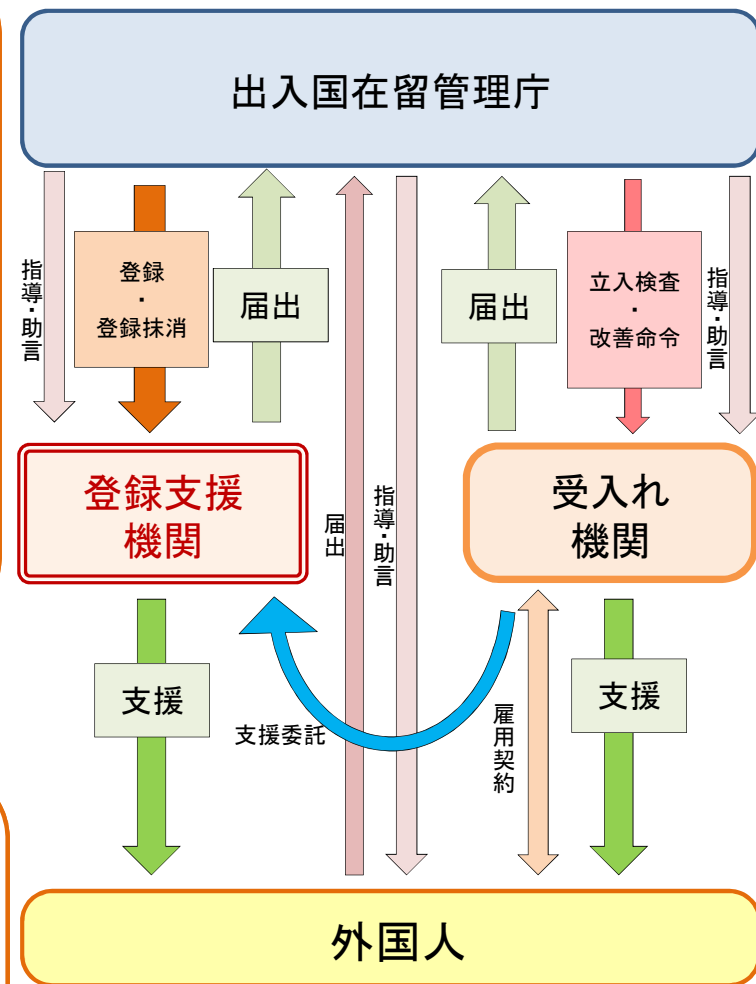 出入国在留管理庁
指導・助言
登録
・
登録抹消
届出
届出
指導・助言
届出
立入検査
・
改善命令
指導・助言
登録支援
機関
受入れ
機関
支援
支援委託
雇用契約
支援
外国人